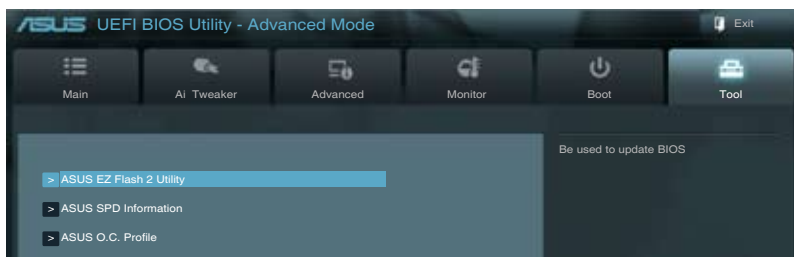 ASUS UEFI BIOS Utility - Advanced Mode
Exit
Main
Ai Tweaker
Advanced
Monitor
Boot
Tool
Be used to update BIOS
> ASUS EZ Flash 2 Utility
> ASUS SPD Information
> ASUS O.C. Profile